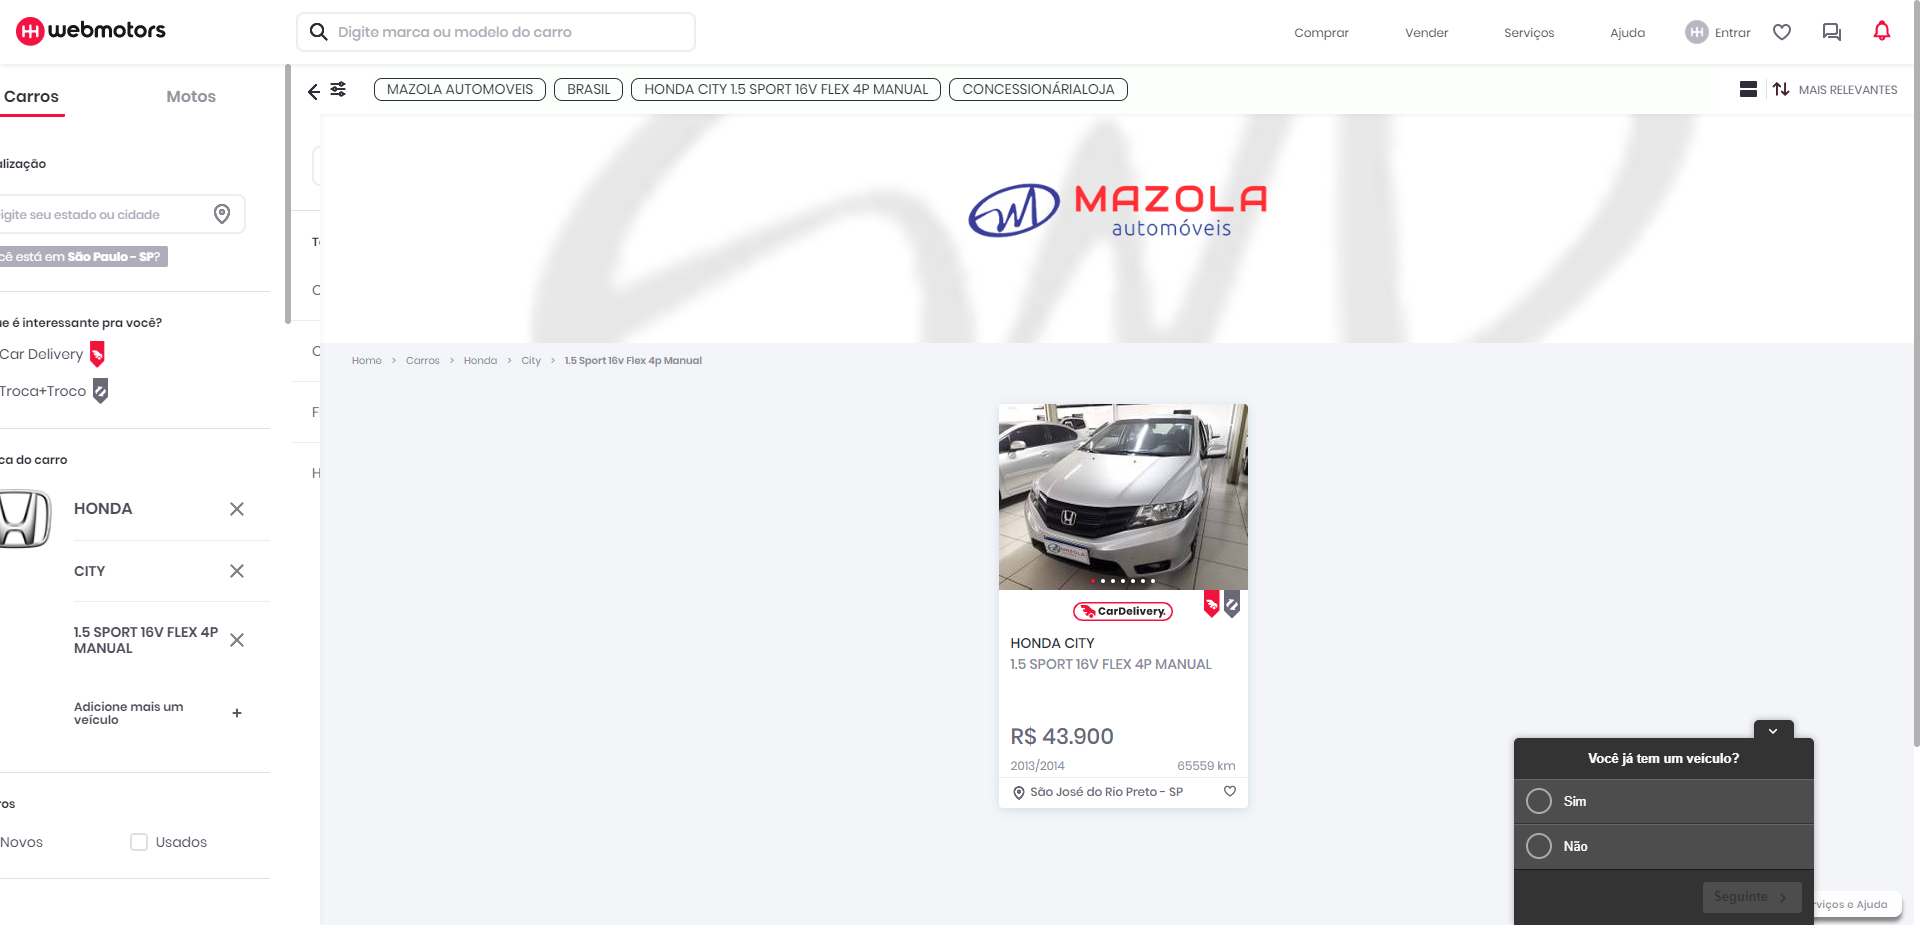 webmotors
Digite marca ou modelo do carro
Comprar
Vender
Serviços
Ajuda
Entrar
Carros
Motos
MAZOLA AUTOMOVEIS
BRASIL
HONDA CITY 1.5 SPORT 16V FLEX 4P MANUAL
CONCESSIONÁRIALOJA
MAIS RELEVANTES
alização
igite seu estado ou cidade
cê está em São Paulo - SP?
ue é interessante pra você?
Car Delivery
Troca+Troco
ca do carro
HONDA
CITY
1.5 SPORT 16V FLEX 4P
MANUAL
Adicione mais um
veículo
+
ros
Novos
Usados
T
C
C
F
H
MAZOLA
automóveis
Home > Carros > Honda > City > 1.5 Sport 16v Flex 4p Manual
MAZOLA
CarDelivery.
HONDA CITY
1.5 SPORT 16V FLEX 4P MANUAL
R$ 43.900
2013/2014
65559 km
São José do Rio Preto - SP
Você já tem um veículo?
Sim
Não
Seguinte
rviços e Ajuda